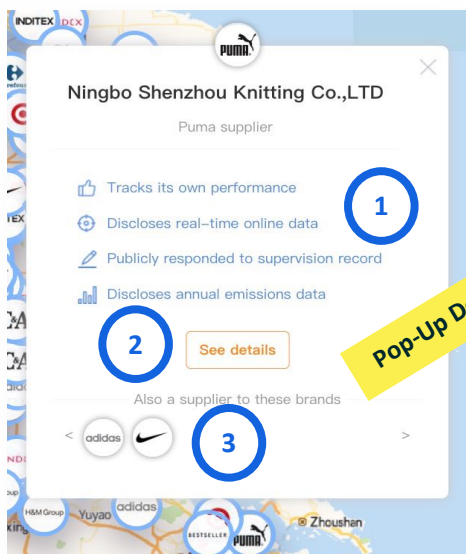 INDITEX
PUMA
Ningbo Shenzhou Knitting Co.,LTD
Puma supplier
Tracks its own performance
1
Discloses real-time online data
Publicly responded to supervision record
Discloses annual emissions data
2
See details
Pop-Up D
Also a supplier to these brands
<
adidas
3
>
H&M Group
Yuyao
adidas
BESTSELLER
PUMA
Zhoushan